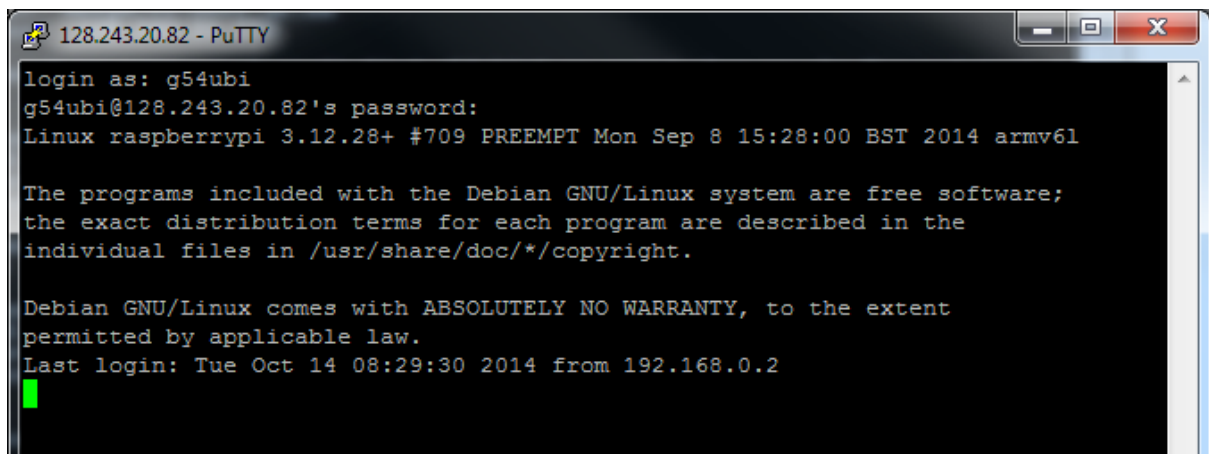 128.243.20.82 - PuTTY
login as: g54ubi
g54ubi@128.243.20.82's password:
Linux raspberrypi 3.12.28+ #709 PREEMPT Mon Sep 8 15:28:00 BST 2014 armv6l
The programs included with the Debian GNU/Linux system are free software;
the exact distribution terms for each program are described in the
individual files in /usr/share/doc/*/copyright.
Debian GNU/Linux comes with ABSOLUTELY NO WARRANTY, to the extent
permitted by applicable law.
Last login: Tue Oct 14 08:29:30 2014 from 192.168.0.2